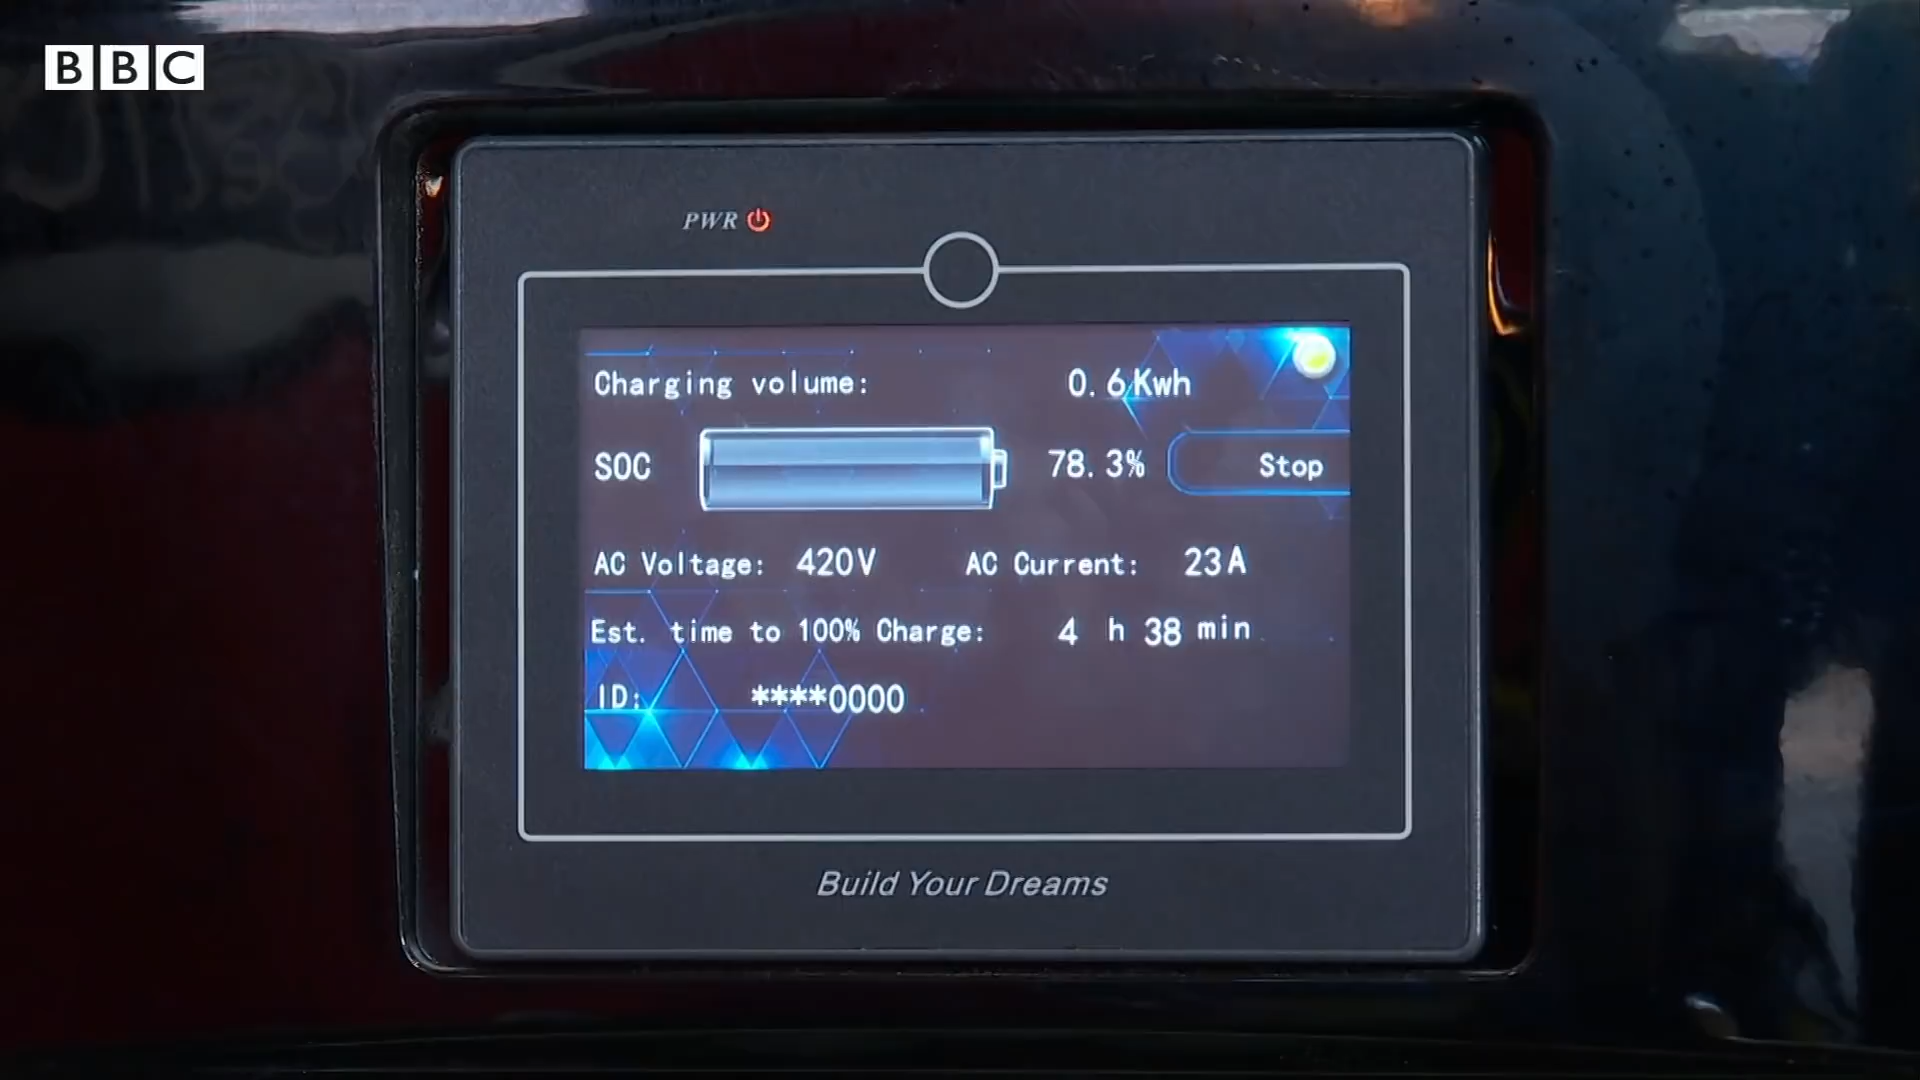 BBC
PWR
Charging volume: 0.6Kwh
SOC 78.3% Stop
AC Voltage: 420V AC Current: 23A
Est. time to 100% Charge: 4 h 38 min
ID: ****0000
Build Your Dreams